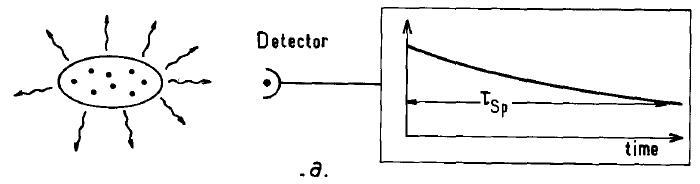 Detector
τSp
time
.a.